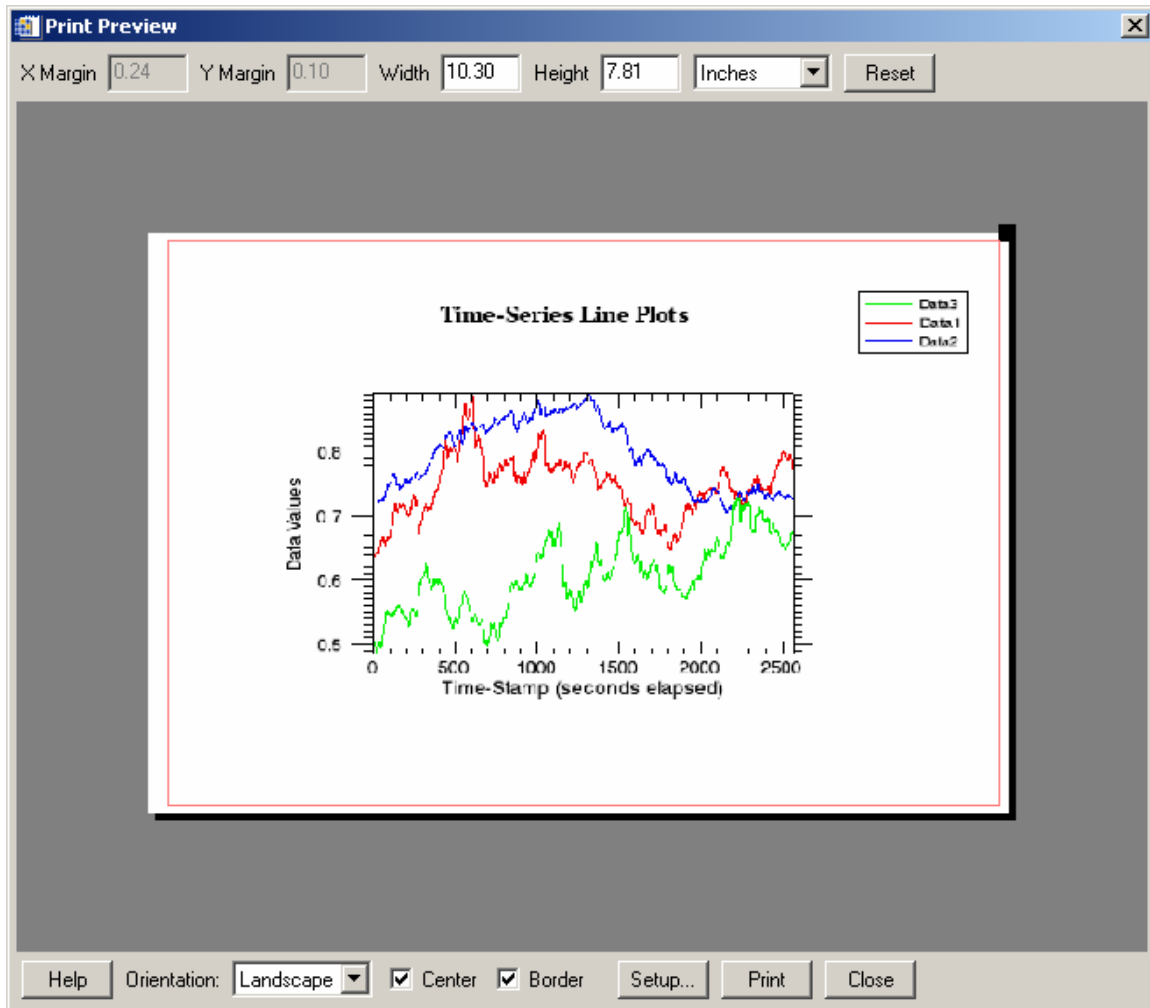 Print Preview
X Margin 0.24 Y Margin 0.10 Width 10.30 Height 7.81 Inches Reset
Time-Series Line Plots
Data3
Data1
Data2
Data Values
0.8
0.7
0.6
0.5
0 500 1000 1500 2000 2500
Time-Stamp (seconds elapsed)
Help Orientation: Landscape Center Border Setup... Print Close